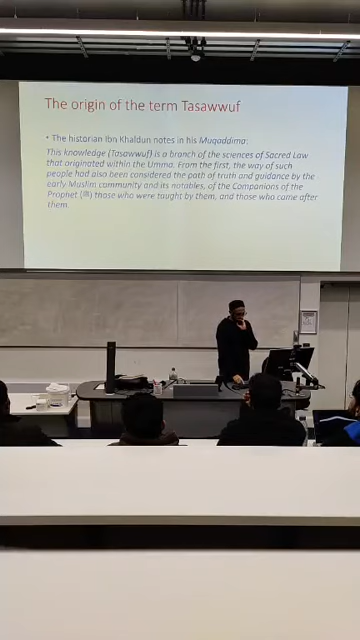 The origin of the term Tasawwuf
• The historian Ibn Khaldun notes in his Muqaddima:
This knowledge (Tasawwuf) is a branch of the sciences of Sacred Law
that originated within the Umma. From the first, the way of such
people had also been considered the path of truth and guidance by the
early Muslim community and its notables, of the Companions of the
Prophet (ﷺ) those who were taught by them, and those who came after
them.